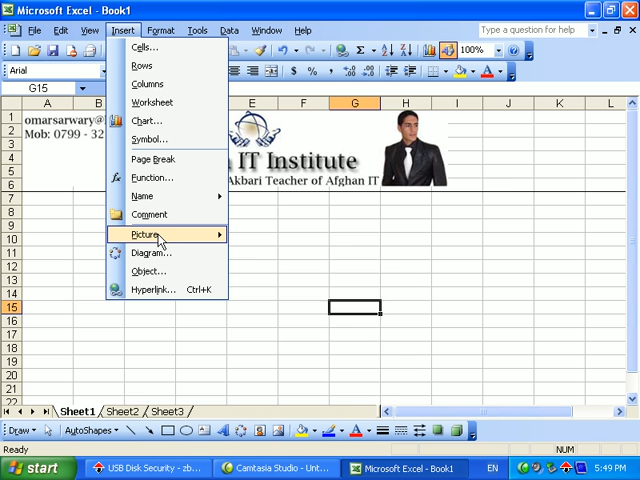 Microsoft Excel - Book1
File Edit View Insert Format Tools Data Window Help
Type a question for help
100%
Arial
G15
A B D E F G H I J K L
1
2
3
4
5
6
7
8
9
10
11
12
13
14
15
16
17
18
19
20
21
22
omarsarwary@
Mob: 0799 - 32
IT Institute
Akbari Teacher of Afghan IT
Cells...
Rows
Columns
Worksheet
Chart...
Symbol...
Page Break
Function...
Name
Comment
Picture
Diagram...
Object...
Hyperlink... Ctrl+K
Sheet1 Sheet2 Sheet3
Draw AutoShapes
Ready
NUM
start
USB Disk Security - zb...
Camtasia Studio - Unt...
Microsoft Excel - Book1
EN
5:49 PM